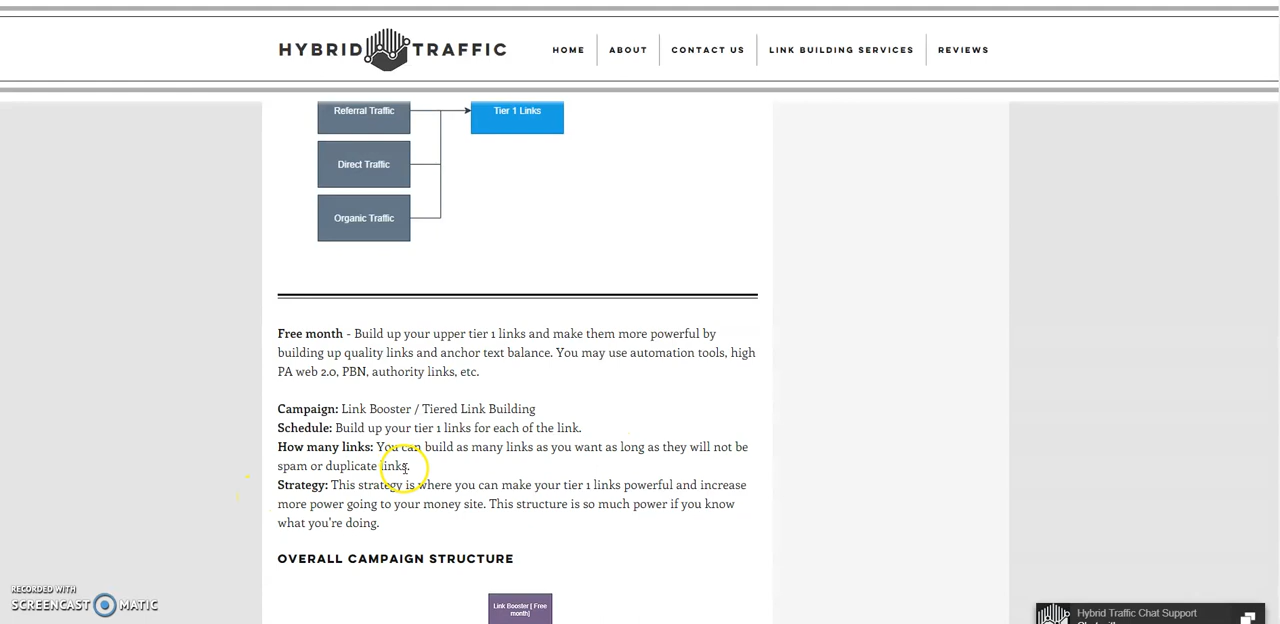 HYBRID TRAFFIC
HOME
ABOUT
CONTACT US
LINK BUILDING SERVICES
REVIEWS
Referral Traffic
Tier 1 Links
Direct Traffic
Organic Traffic
Free month - Build up your upper tier 1 links and make them more powerful by
building up quality links and anchor text balance. You may use automation tools, high
PA web 2.0, PBN, authority links, etc.
Campaign: Link Booster / Tiered Link Building
Schedule: Build up your tier 1 links for each of the link.
How many links: You can build as many links as you want as long as they will not be
spam or duplicate links.
Strategy: This strategy is where you can make your tier 1 links powerful and increase
more power going to your money site. This structure is so much power if you know
what you're doing.
OVERALL CAMPAIGN STRUCTURE
Link Booster [ Free
month]
RECORDED WITH
SCREENCAST MATIC
Hybrid Traffic Chat Support